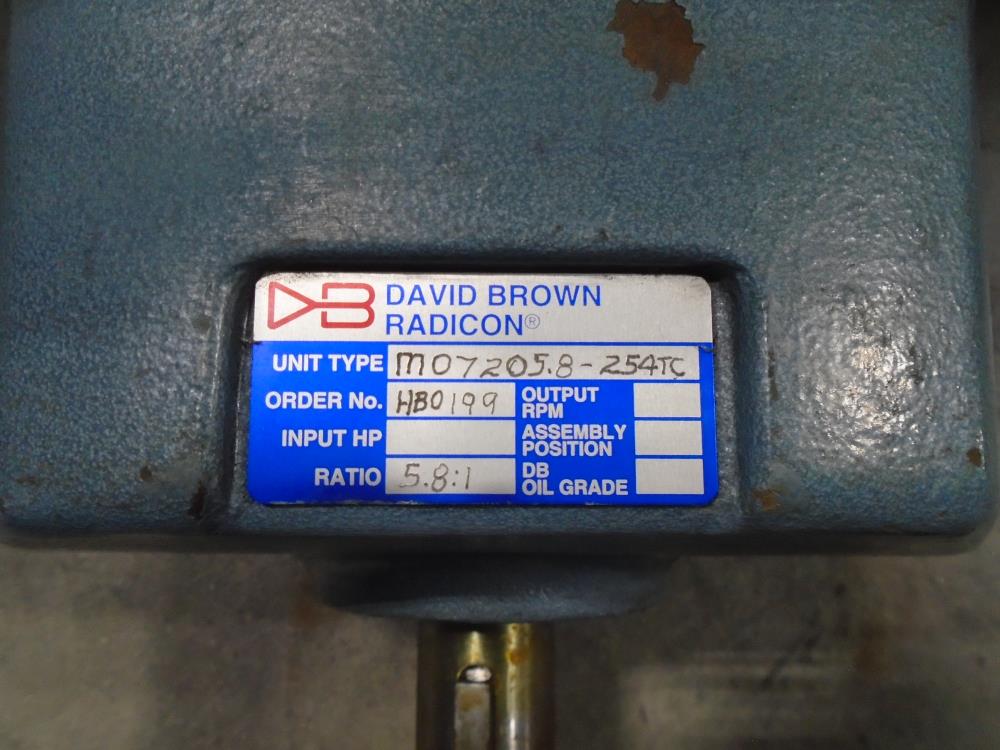 DB DAVID BROWN
RADICON®
UNIT TYPE M07205.8-254TC
ORDER No. HB0199 OUTPUT RPM
INPUT HP ASSEMBLY POSITION
RATIO 5.8:1 DB OIL GRADE